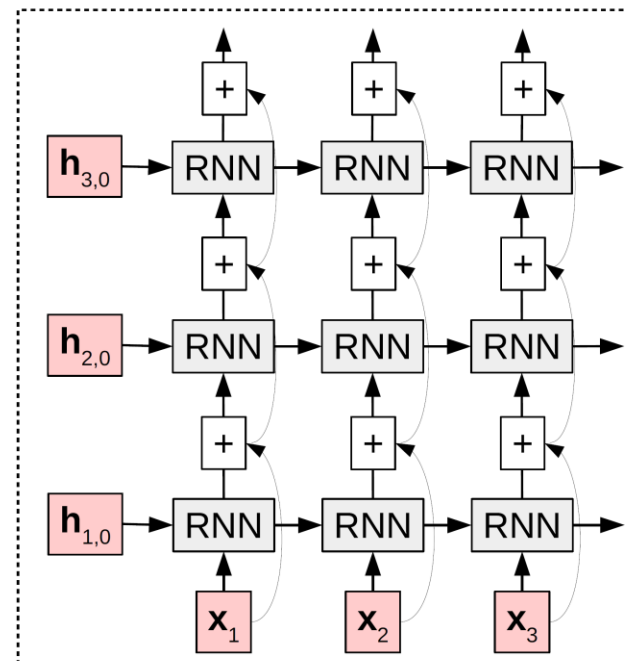 + + +
h3,0 RNN RNN RNN
+ + +
h2,0 RNN RNN RNN
+ + +
h1,0 RNN RNN RNN
x1 x2 x3